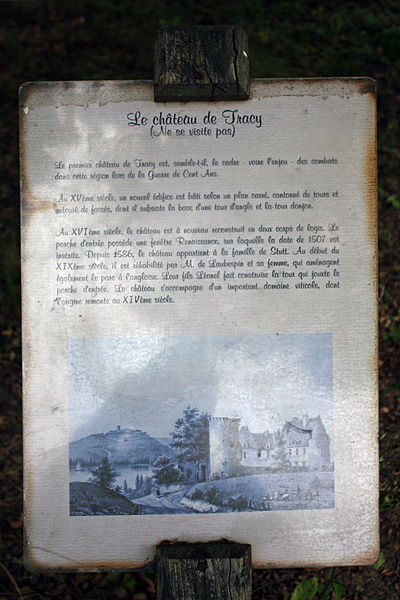 Le château de Tracy
(Ne se visite pas)
Le premier château de Tracy est, semble-t-il, le cadre - voire l'enjeu - des combats
dans cette région lors de la Guerre de Cent Ans.
Au XVème siècle, un nouvel édifice est bâti selon un plan carré, cantonné de tours et
entouré de fossés, dont il subsiste la base d'une tour d'angle et la tour donjon.
Au XVIème siècle, le château est à nouveau reconstruit en deux corps de logis. Le
porche d'entrée possède une fenêtre Renaissance, sur laquelle la date de 1507 est
inscrite. Depuis 1586, le château appartient à la famille de Stutt. Au début du
XIXème siècle, il est réhabilité par M. de Laubespin et sa femme, qui aménagent
également le parc à l'anglaise. Leur fils Léonel fait construire la tour qui jouxte le
porche d'entrée. Le château s'accompagne d'un important domaine viticole, dont
l'origine remonte au XIVème siècle.